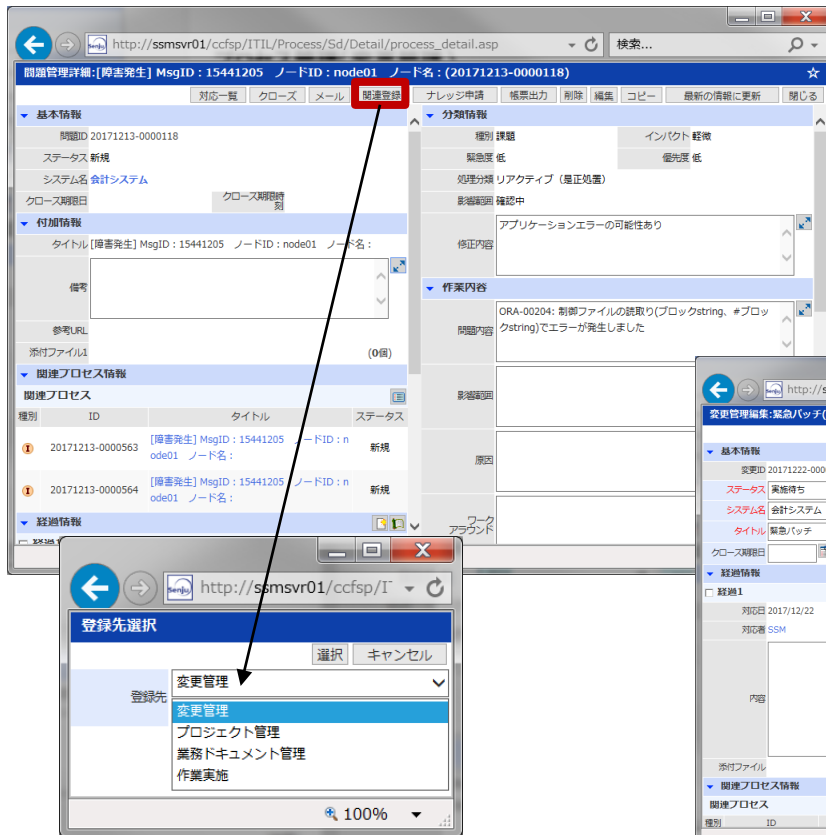 http://ssmsvr01/ccfsp/ITIL/Process/Sd/Detail/process_detail.asp
検索...
問題管理詳細:[障害発生] MsgID：15441205 ノードID：node01 ノード名：(20171213-0000118)
対応一覧 クローズ メール 関連登録 ナレッジ申請 帳票出力 削除 編集 コピー 最新の情報に更新 閉じる
基本情報
問題ID 20171213-0000118
ステータス 新規
システム名 会計システム
クローズ期限日 クローズ期限時刻
付加情報
タイトル [障害発生] MsgID：15441205 ノードID：node01 ノード名：
備考
参考URL
添付ファイル1 (0個)
関連プロセス情報
関連プロセス
種別 ID タイトル ステータス
I 20171213-0000563 [障害発生] MsgID：15441205 ノードID：n
ode01 ノード名： 新規
I 20171213-0000564 [障害発生] MsgID：15441205 ノードID：n
ode01 ノード名： 新規
経過情報
分類情報
種別 課題 インパクト 軽微
緊急度 低 優先度 低
処理分類 リアクティブ（是正処置）
影響範囲 確認中
修正内容 アプリケーションエラーの可能性あり
作業内容
問題内容 ORA-00204: 制御ファイルの読取り(ブロックstring、#ブロッ
クstring)でエラーが発生しました
影響範囲
原因
ワーク
アラウンド
Senju http://ssmsvr01/ccfsp/I
登録先選択
選択 キャンセル
登録先 変更管理
変更管理
プロジェクト管理
業務ドキュメント管理
作業実施
100%
http://s
変更管理編集:緊急パッチ(
基本情報
変更ID 20171222-000
ステータス 実施待ち
システム名 会計システム
タイトル 緊急パッチ
クローズ期限日
経過情報
経過1
対応日 2017/12/22
対応者 SSM
内容
添付ファイル
関連プロセス情報
関連プロセス
種別 ID